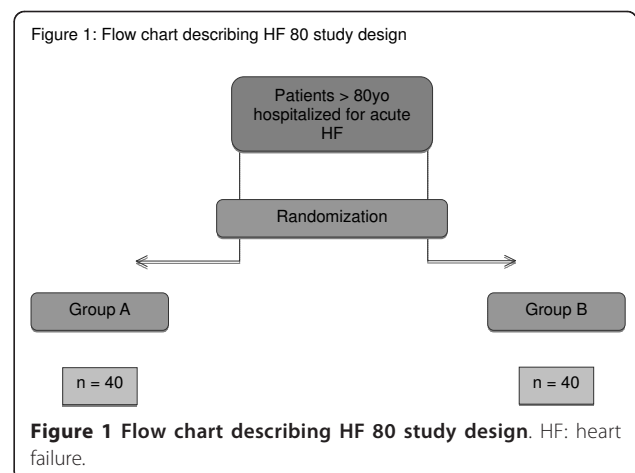 Figure 1: Flow chart describing HF 80 study design
Patients > 80yo
hospitalized for acute
HF
Randomization
Group A
Group B
n = 40
n = 40
Figure 1 Flow chart describing HF 80 study design. HF: heart
failure.